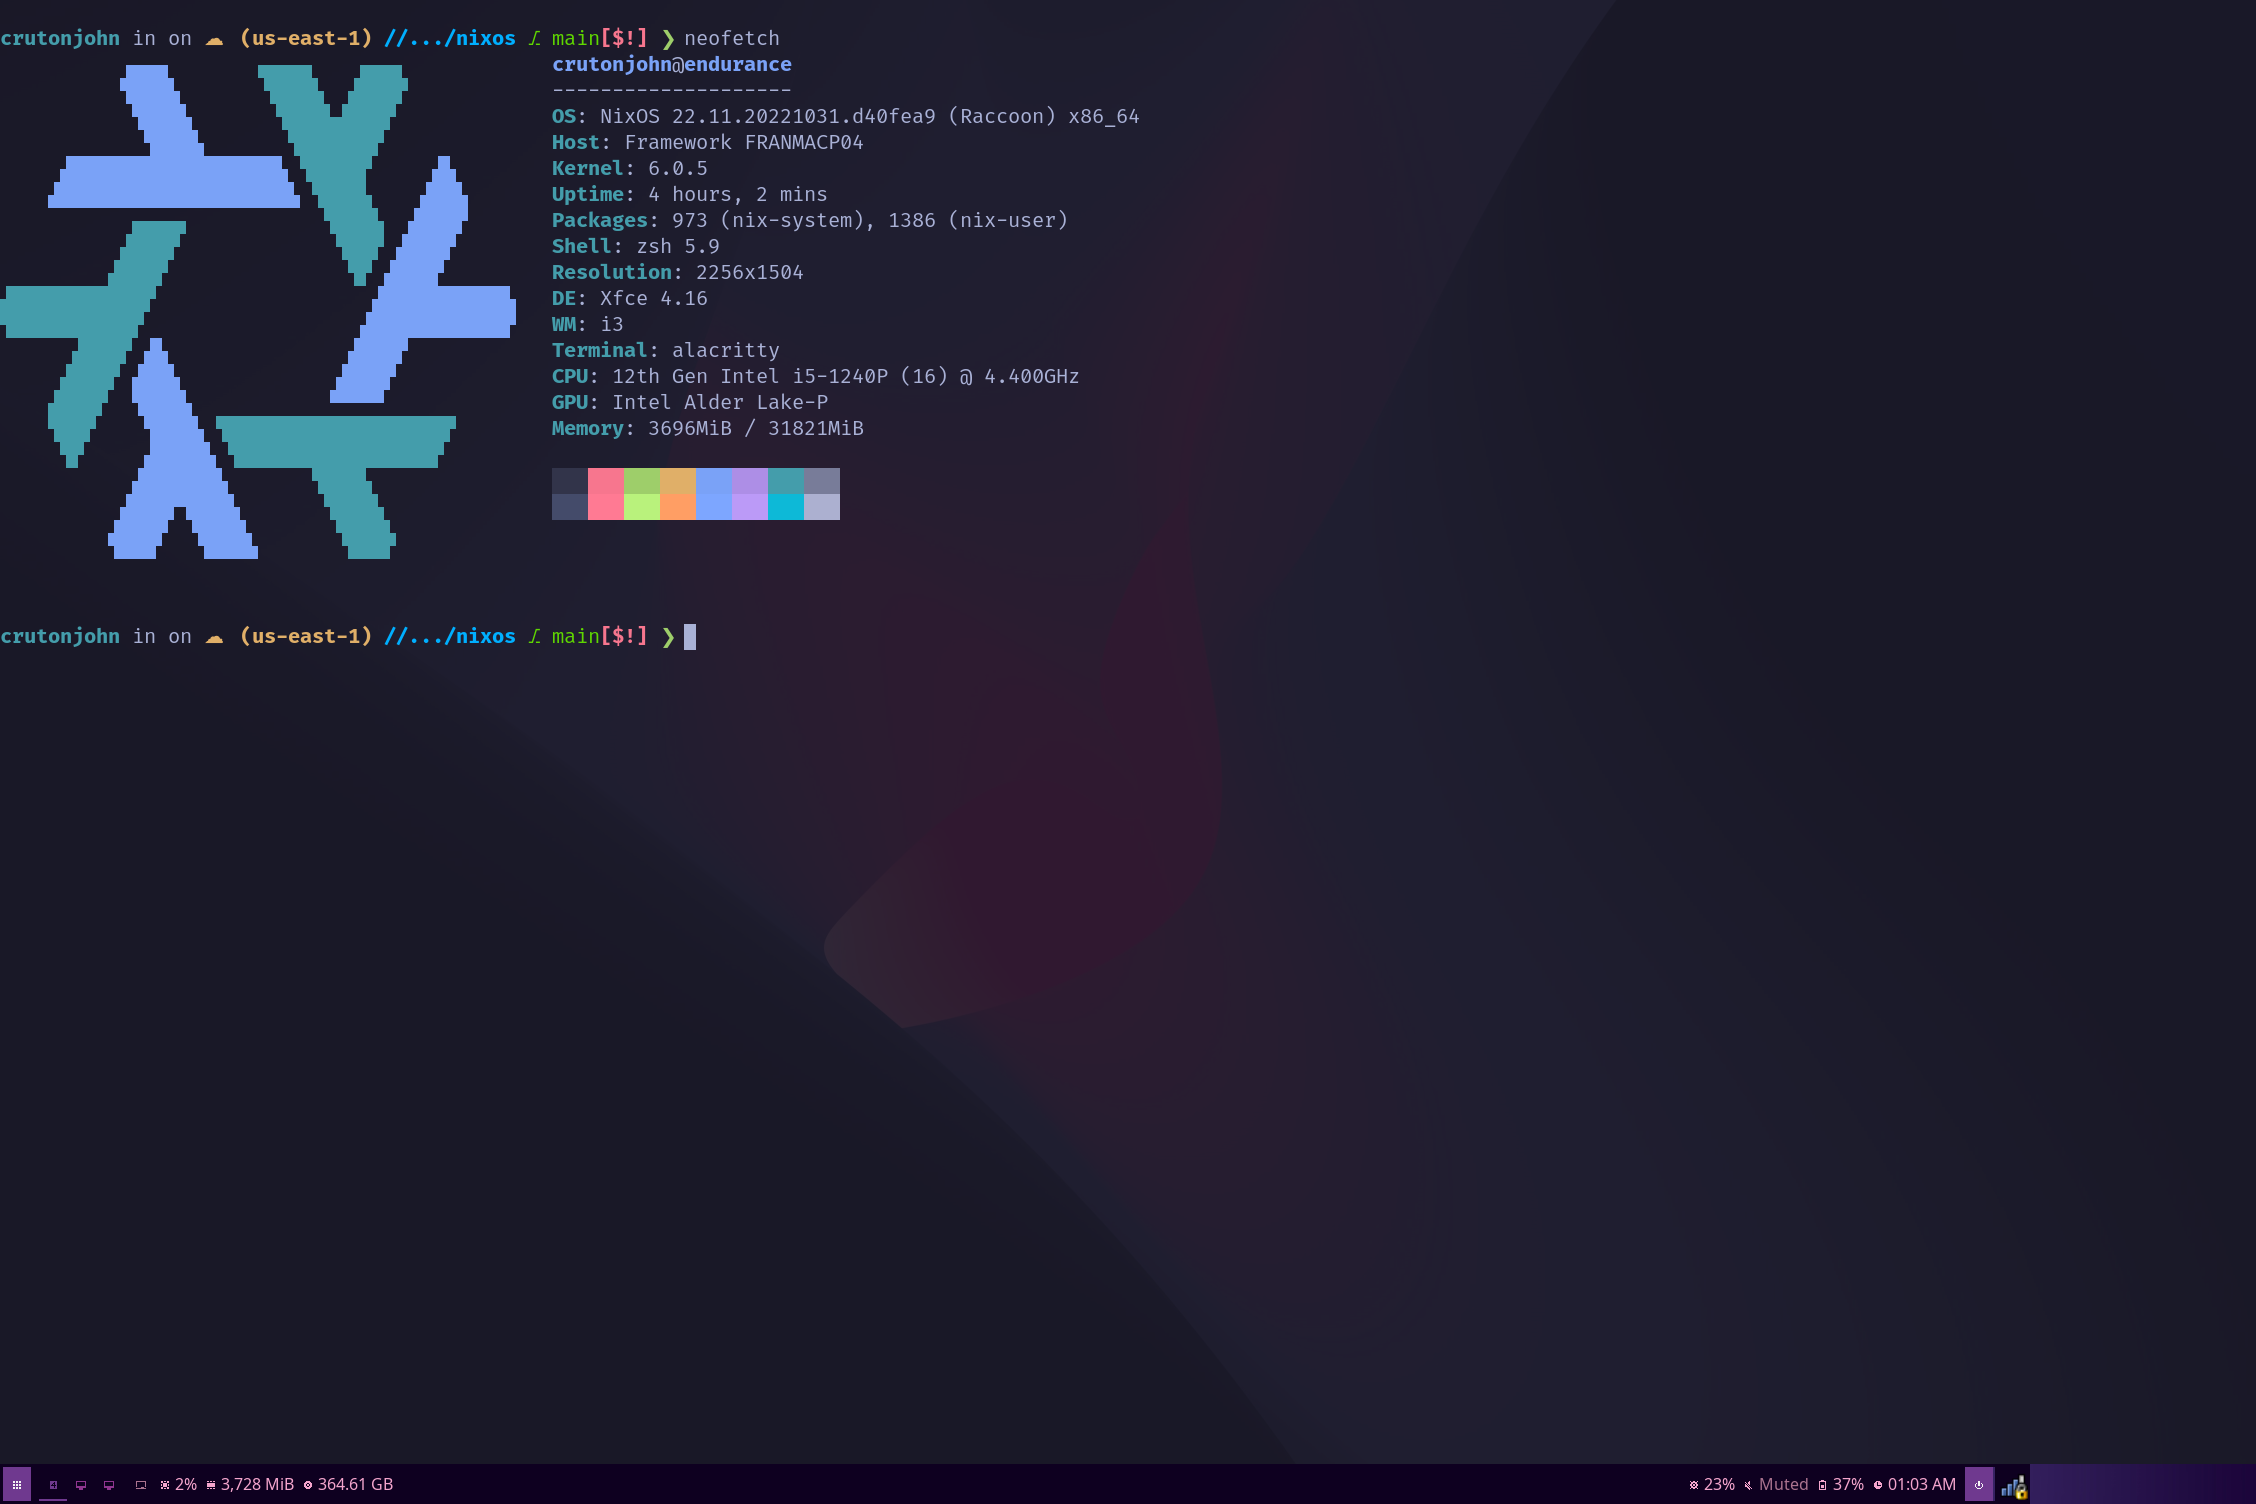 crutonjohn in on ☁ (us-east-1) //.../nixos main[$!] ❯ neofetch
crutonjohn@endurance
--------------------
OS: NixOS 22.11.20221031.d40fea9 (Raccoon) x86_64
Host: Framework FRANMACP04
Kernel: 6.0.5
Uptime: 4 hours, 2 mins
Packages: 973 (nix-system), 1386 (nix-user)
Shell: zsh 5.9
Resolution: 2256x1504
DE: Xfce 4.16
WM: i3
Terminal: alacritty
CPU: 12th Gen Intel i5-1240P (16) @ 4.400GHz
GPU: Intel Alder Lake-P
Memory: 3696MiB / 31821MiB
crutonjohn in on ☁ (us-east-1) //.../nixos main[$!] ❯
2% 3,728 MiB 364.61 GB 23% Muted 37% 01:03 AM